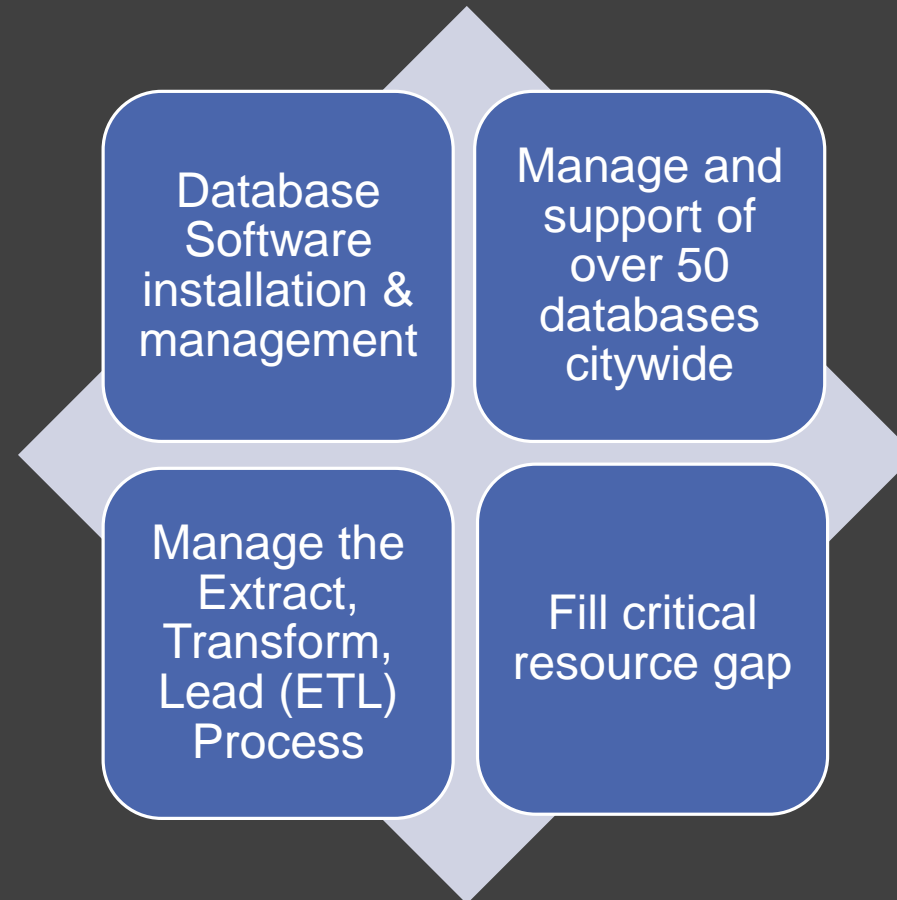 Database
Software
installation &
management
Manage and
support of
over 50
databases
citywide
Manage the
Extract,
Transform,
Lead (ETL)
Process
Fill critical
resource gap